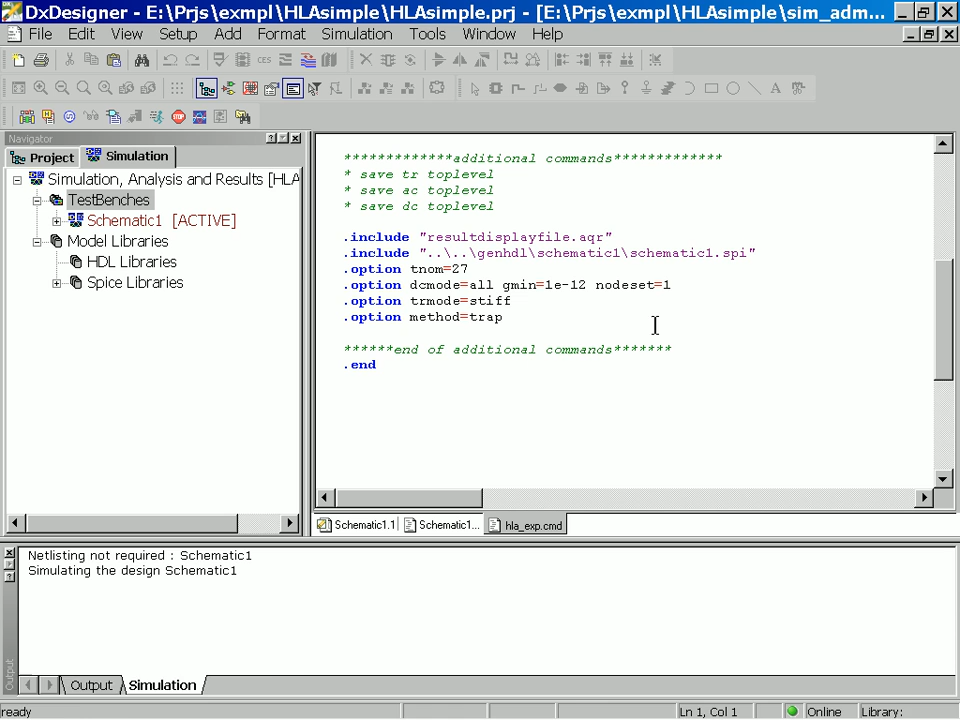 DxDesigner - E:\Prjs\exmpl\HLAsimple\HLAsimple.prj - [E:\Prjs\exmpl\HLAsimple\sim_adm...
File Edit View Setup Add Format Simulation Tools Window Help
CES
Navigator
Project Simulation
Simulation, Analysis and Results [HLA
TestBenches
Schematic1 [ACTIVE]
Model Libraries
HDL Libraries
Spice Libraries
*************additional commands*************
* save tr toplevel
* save ac toplevel
* save dc toplevel
.include "resultdisplayfile.aqr"
.include "..\..\genhdl\schematic1\schematic1.spi"
.option tnom=27
.option dcmode=all gmin=1e-12 nodeset=1
.option trmode=stiff
.option method=trap
******end of additional commands*******
.end
Schematic1.1 Schematic1... hla_exp.cmd
Netlisting not required : Schematic1
Simulating the design Schematic1
Output
Output Simulation
ready Ln 1, Col 1 Online Library: